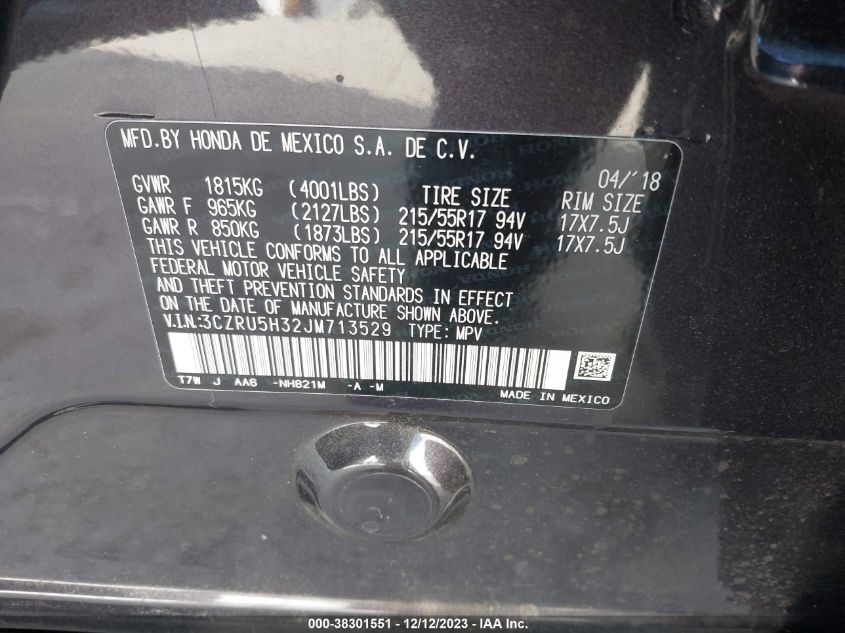 MFD.BY HONDA DE MEXICO S.A. DE C.V.
04/'18
GVWR 1815KG (4001LBS) TIRE SIZE RIM SIZE
GAWR F 965KG (2127LBS) 215/55R17 94V 17X7.5J
GAWR R 850KG (1873LBS) 215/55R17 94V 17X7.5J
THIS VEHICLE CONFORMS TO ALL APPLICABLE
FEDERAL MOTOR VEHICLE SAFETY
AND THEFT PREVENTION STANDARDS IN EFFECT
ON THE DATE OF MANUFACTURE SHOWN ABOVE.
V.I.N:3CZRU5H32JM713529 TYPE: MPV
T7W J AA6 -NH821M -A -M
MADE IN MEXICO
000-38301551 - 12/12/2023 - © IAA, Inc.